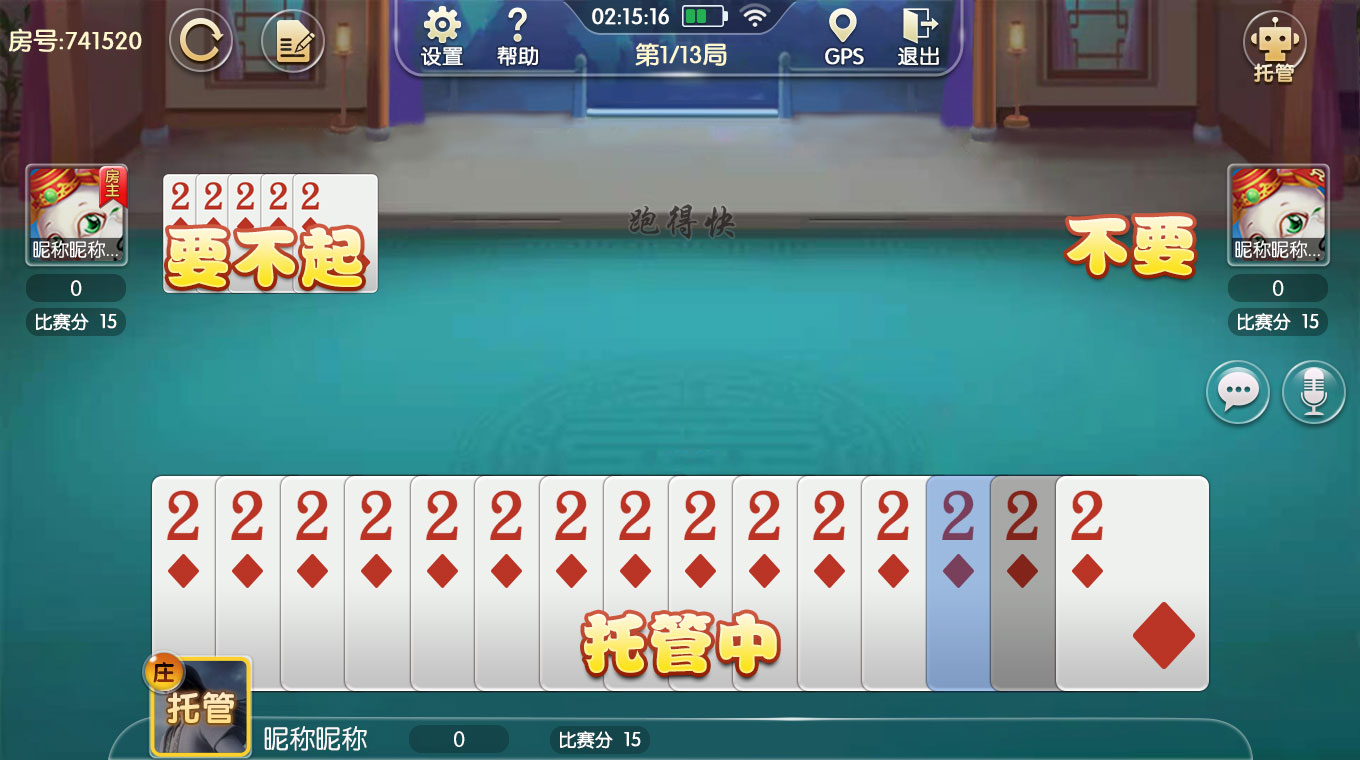 房号:741520
设置
帮助
02:15:16
第1/13局
GPS
退出
托管
房主
昵称昵称...
0
比赛分 15
2 2 2 2 2
要不起
跑得快
不要
昵称昵称...
0
比赛分 15
2 2 2 2 2 2 2 2 2 2 2 2 2 2 2
托管中
庄
托管
昵称昵称
0
比赛分 15